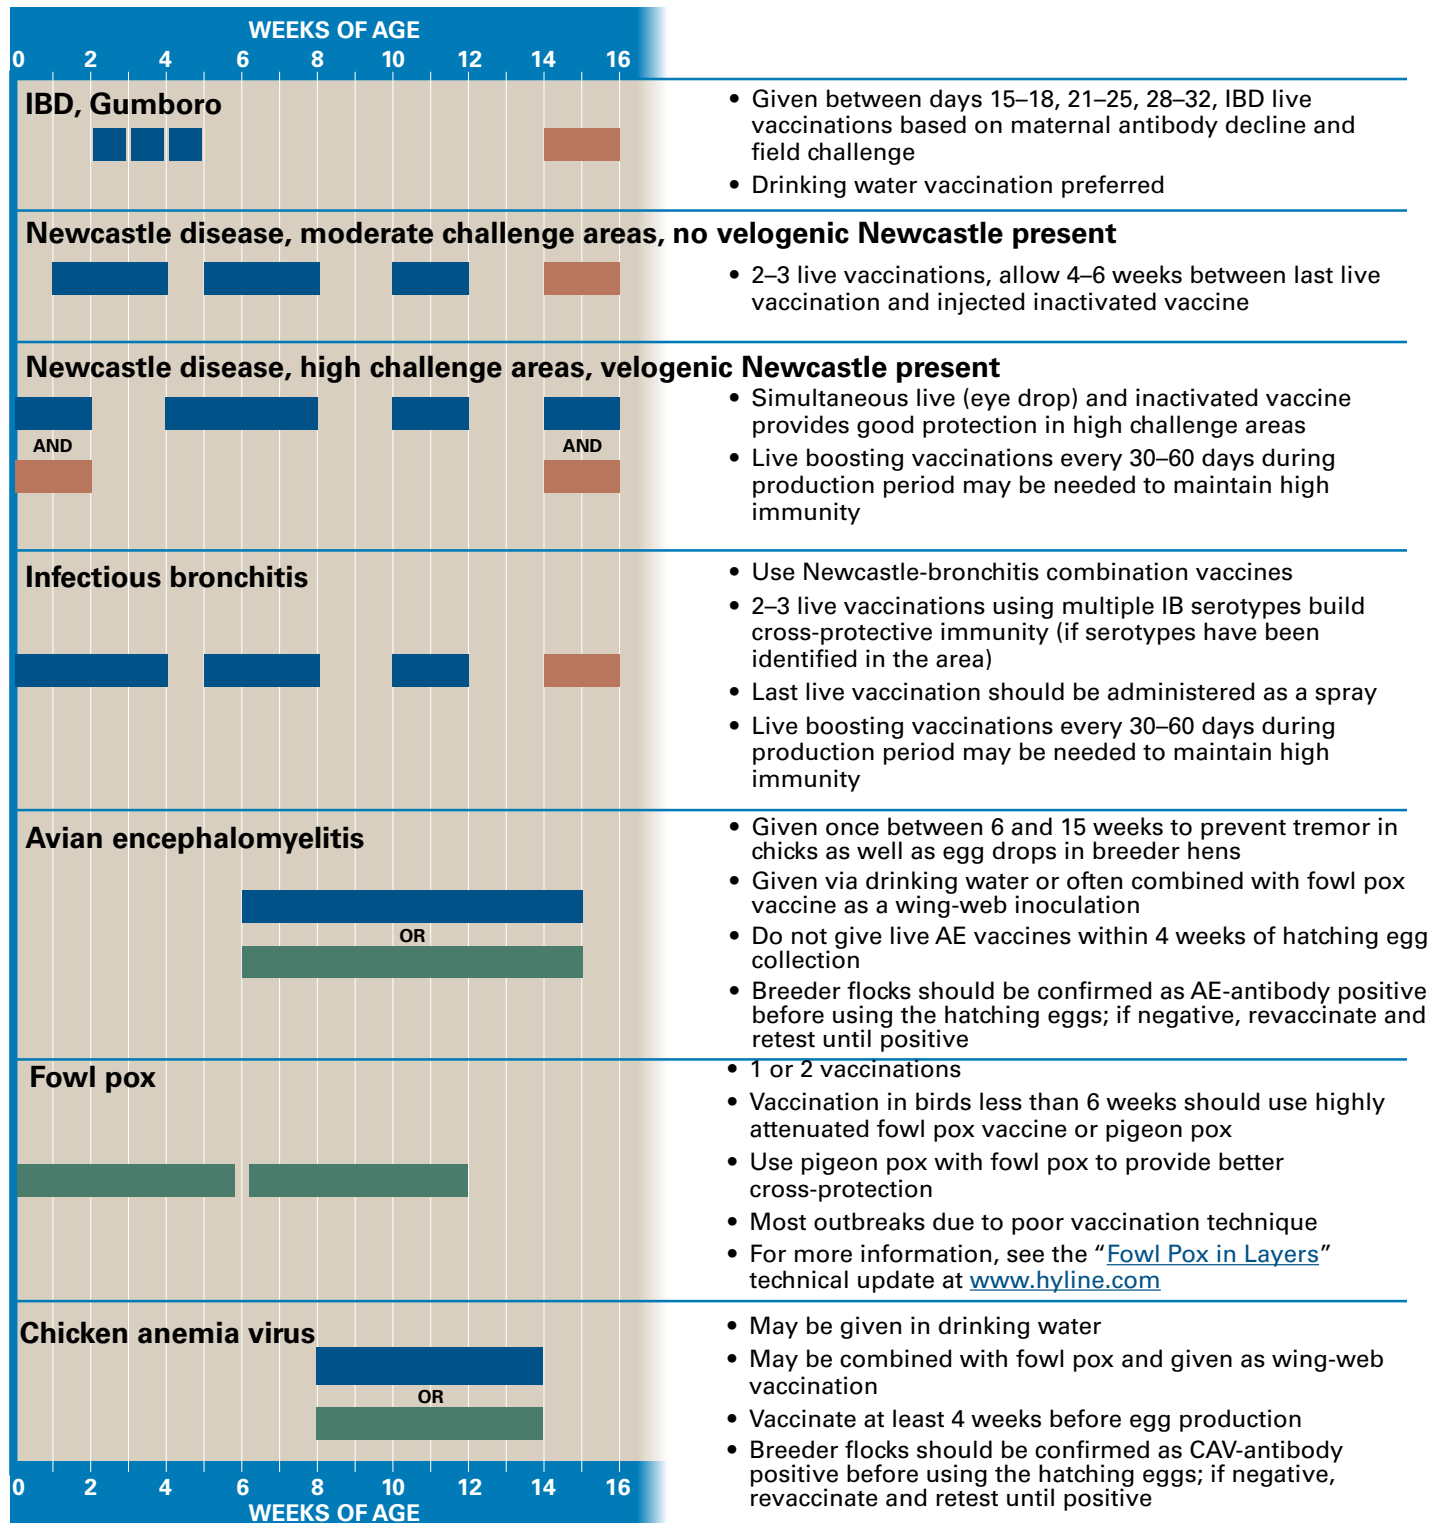 WEEKS OF AGE
0 2 4 6 8 10 12 14 16
IBD, Gumboro
• Given between days 15–18, 21–25, 28–32, IBD live
vaccinations based on maternal antibody decline and
field challenge
• Drinking water vaccination preferred
Newcastle disease, moderate challenge areas, no velogenic Newcastle present
• 2–3 live vaccinations, allow 4–6 weeks between last live
vaccination and injected inactivated vaccine
Newcastle disease, high challenge areas, velogenic Newcastle present
AND
AND
• Simultaneous live (eye drop) and inactivated vaccine
provides good protection in high challenge areas
• Live boosting vaccinations every 30–60 days during
production period may be needed to maintain high
immunity
Infectious bronchitis
• Use Newcastle-bronchitis combination vaccines
• 2–3 live vaccinations using multiple IB serotypes build
cross-protective immunity (if serotypes have been
identified in the area)
• Last live vaccination should be administered as a spray
• Live boosting vaccinations every 30–60 days during
production period may be needed to maintain high
immunity
Avian encephalomyelitis
OR
• Given once between 6 and 15 weeks to prevent tremor in
chicks as well as egg drops in breeder hens
• Given via drinking water or often combined with fowl pox
vaccine as a wing-web inoculation
• Do not give live AE vaccines within 4 weeks of hatching egg
collection
• Breeder flocks should be confirmed as AE-antibody positive
before using the hatching eggs; if negative, revaccinate and
retest until positive
Fowl pox
• 1 or 2 vaccinations
• Vaccination in birds less than 6 weeks should use highly
attenuated fowl pox vaccine or pigeon pox
• Use pigeon pox with fowl pox to provide better
cross-protection
• Most outbreaks due to poor vaccination technique
• For more information, see the “Fowl Pox in Layers”
technical update at www.hyline.com
Chicken anemia virus
OR
• May be given in drinking water
• May be combined with fowl pox and given as wing-web
vaccination
• Vaccinate at least 4 weeks before egg production
• Breeder flocks should be confirmed as CAV-antibody
positive before using the hatching eggs; if negative,
revaccinate and retest until positive
0 2 4 6 8 10 12 14 16
WEEKS OF AGE